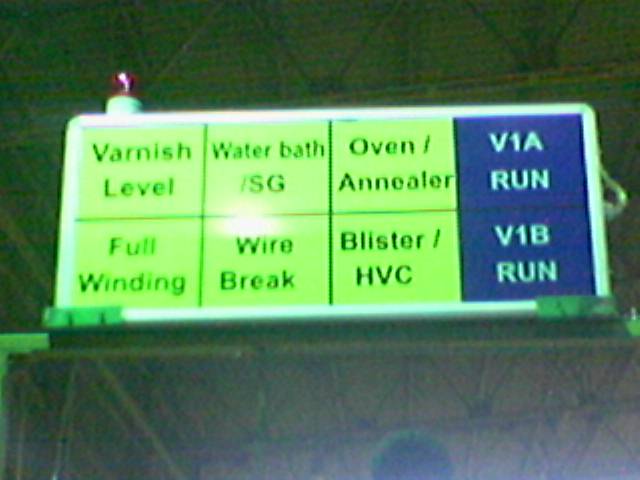 Varnish Level
Water bath /SG
Oven / Annealer
V1A RUN
Full Winding
Wire Break
Blister / HVC
V1B RUN